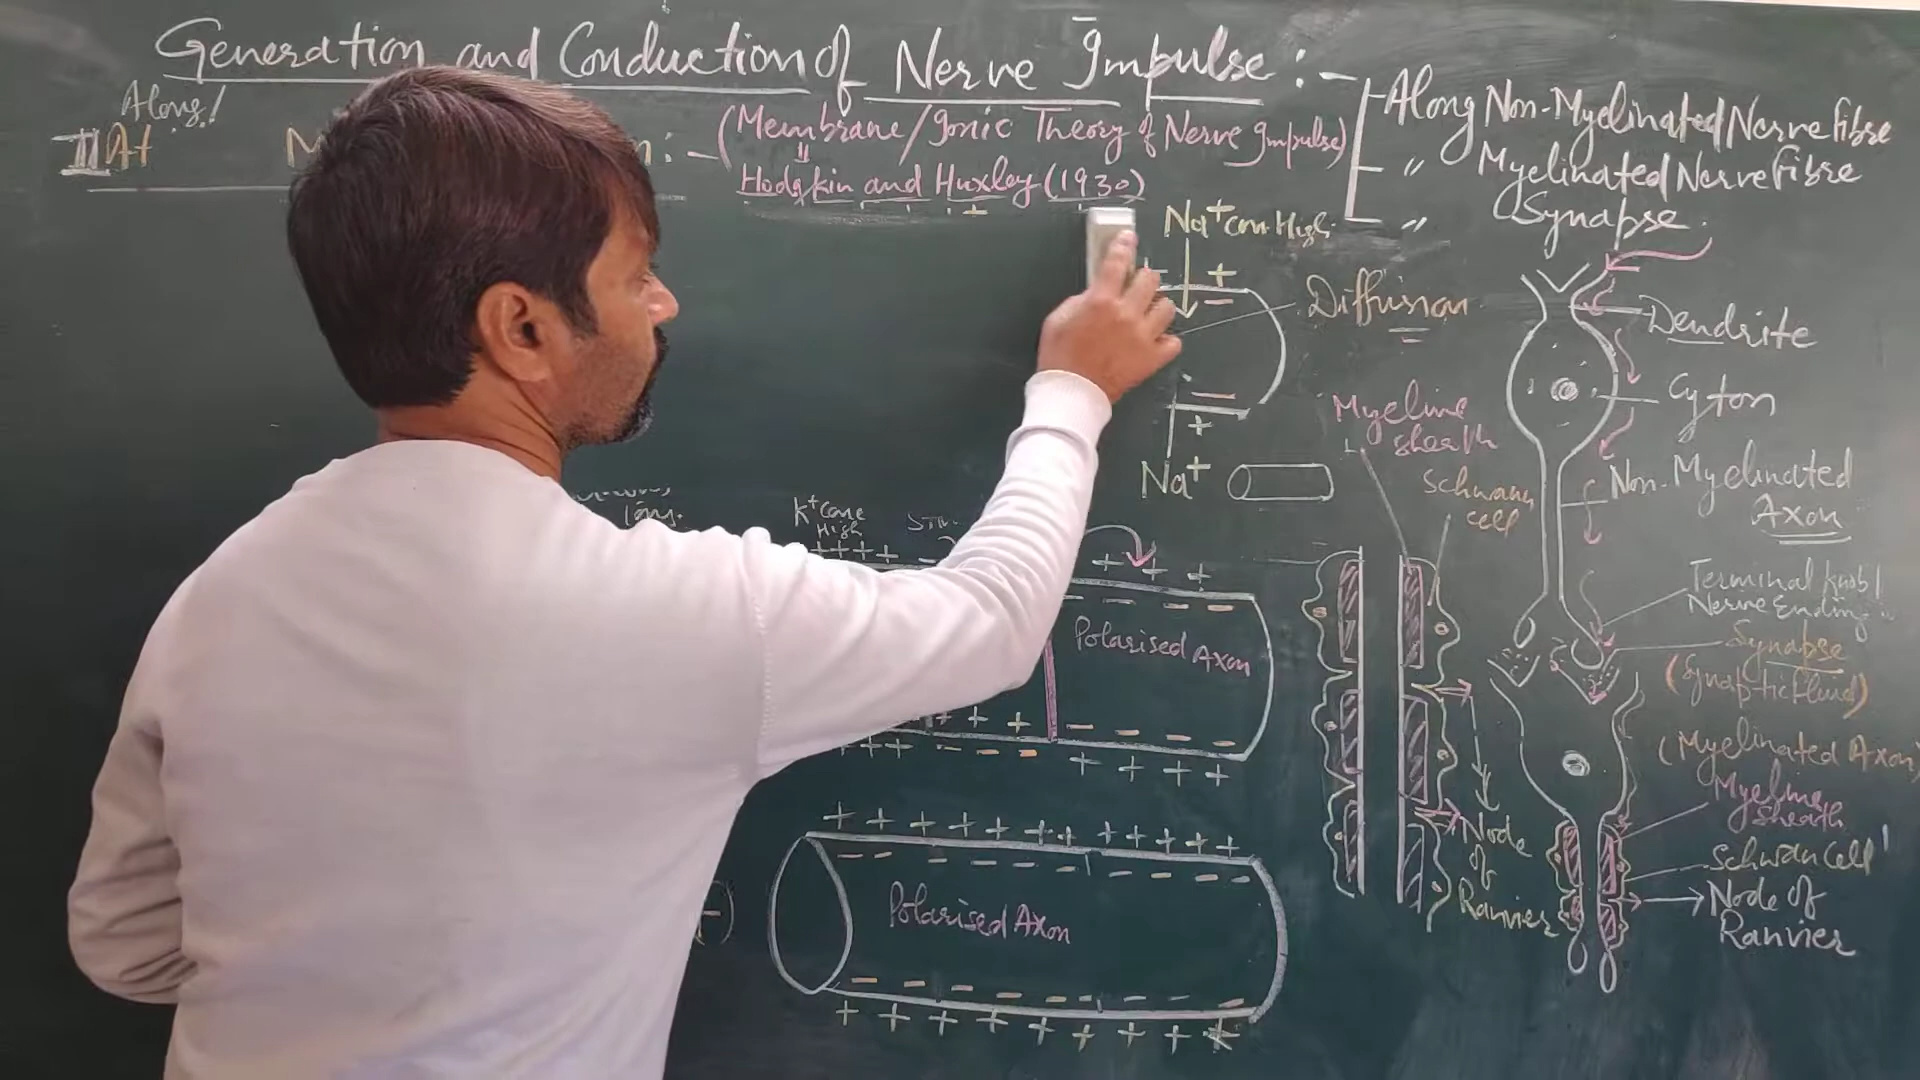 Generation and Conduction of Nerve Impulse :-
Along Non-Myelinated Nerve fibre
" Myelinated Nerve Fibre
" Synapse.
Along!
II At
:- (Membrane/Ionic Theory of Nerve Impulse)
Hodgkin and Huxley (1930)
Na+ con. High
Diffusion
Na+
Dendrite
Cyton
Non-Myelinated
Axon
Terminal knob/
Nerve Ending
Synapse
(Synaptic Fluid)
(Myelinated Axon)
Myeline
Sheath
Schwan Cell
Node of
Ranvier
Myeline
sheath
Schwann
cell
Node
of
Ranvier
K+ Conc
High
Polarised Axon
Polarised Axon